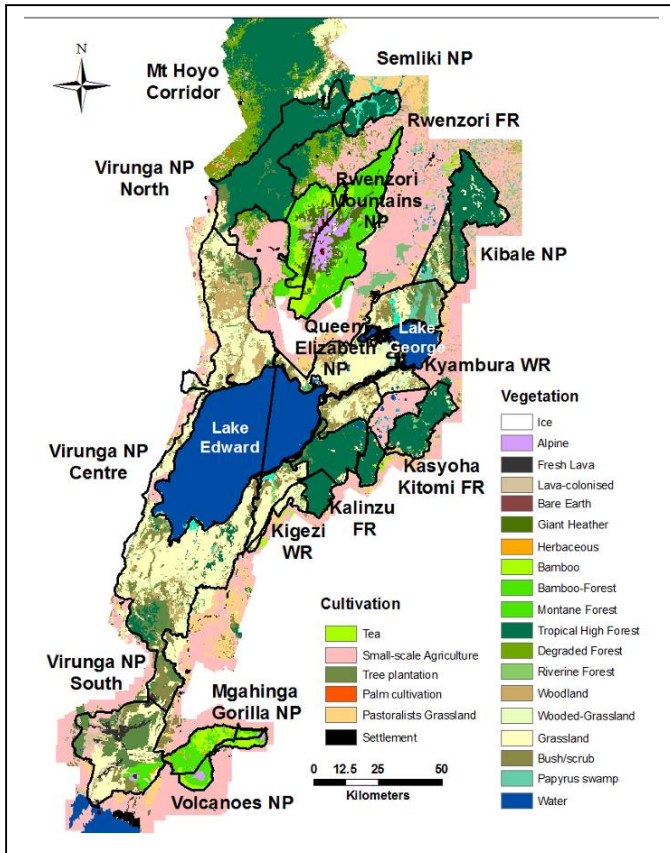 N
Semliki NP
Mt Hoyo
Corridor
Rwenzori FR
Virunga NP
North
Rwenzori
Mountains
NP
Kibale NP
Queen
Elizabeth
NP
Lake
George
Kyambura WR
Lake
Edward
Virunga NP
Centre
Kasyoha
Kitomi FR
Kalinzu
FR
Kigezi
WR
Virunga NP
South
Mgahinga
Gorilla NP
Volcanoes NP
Cultivation
Tea
Small-scale Agriculture
Tree plantation
Palm cultivation
Pastoralists Grassland
Settlement
0 12.5 25 50
Kilometers
Vegetation
Ice
Alpine
Fresh Lava
Lava-colonised
Bare Earth
Giant Heather
Herbaceous
Bamboo
Bamboo-Forest
Montane Forest
Tropical High Forest
Degraded Forest
Riverine Forest
Woodland
Wooded-Grassland
Grassland
Bush/scrub
Papyrus swamp
Water